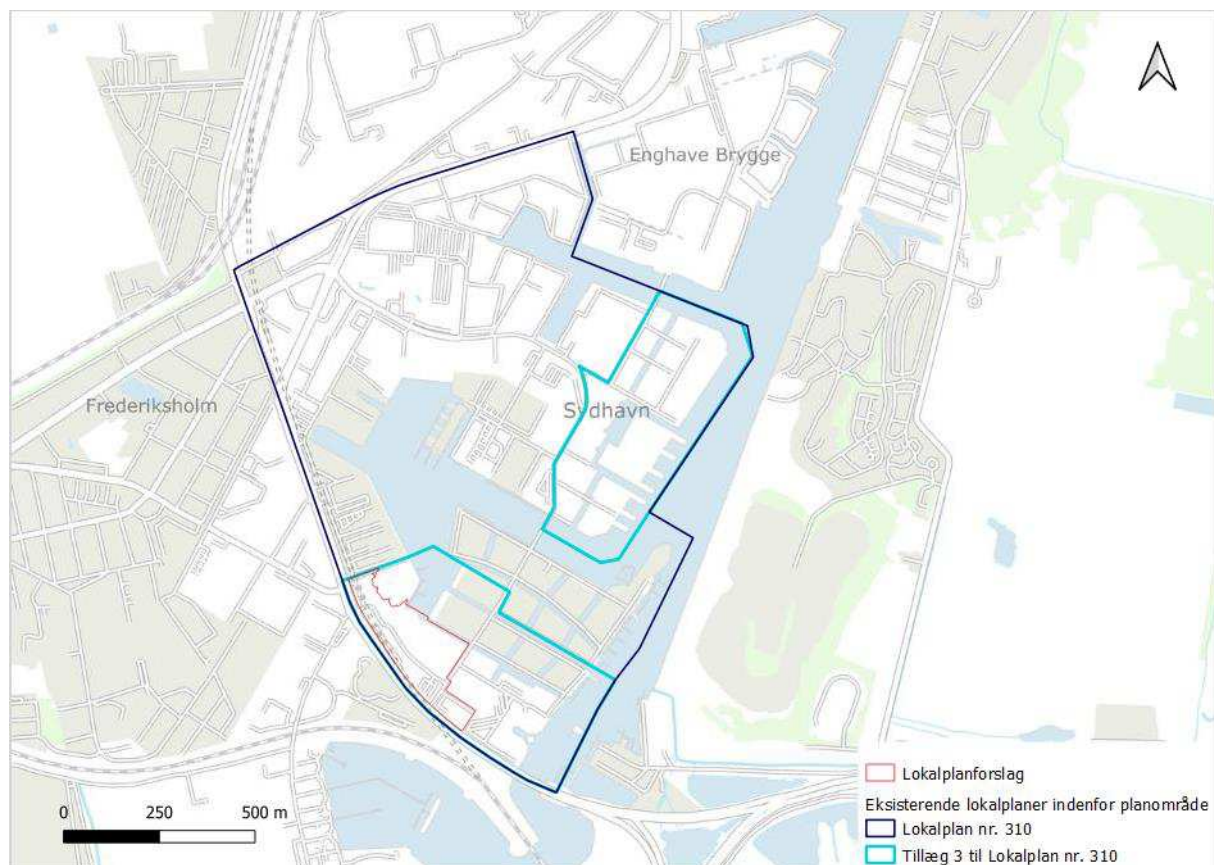 Enghave Brygge
Frederiksholm
Sydhavn
0 250 500 m
Lokalplanforslag
Eksisterende lokalplaner indenfor planområde
Lokalplan nr. 310
Tillæg 3 til Lokalplan nr. 310